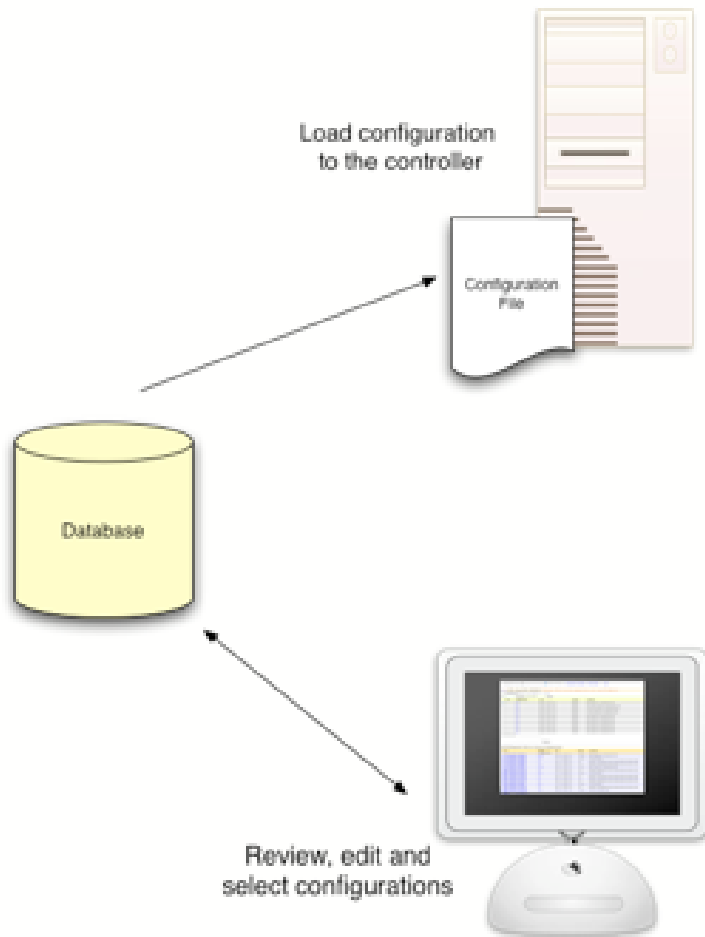 Load configuration
to the controller
Configuration
File
Database
Review, edit and
select configurations